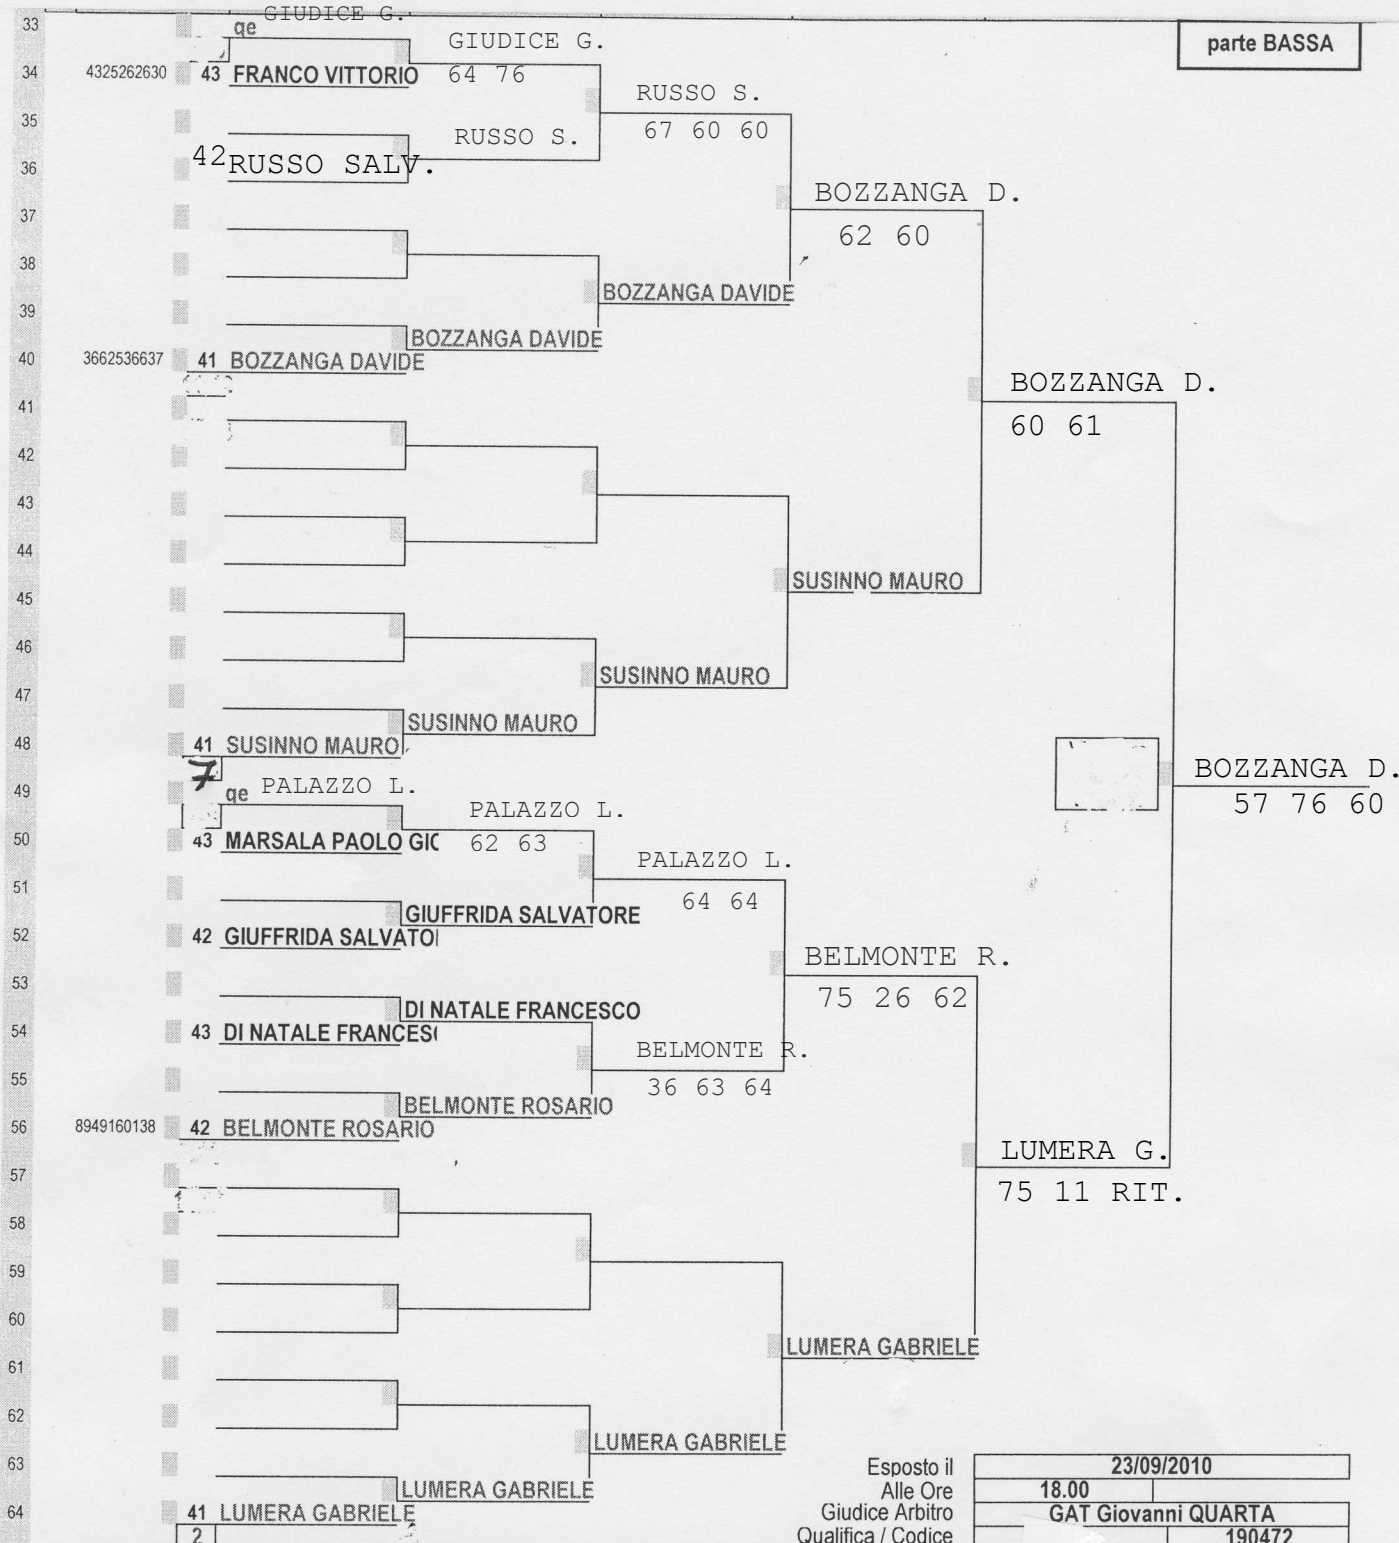 33
GIUDICE G.
qe
GIUDICE G.
parte BASSA
34
4325262630
43 FRANCO VITTORIO
64 76
35
RUSSO S.
67 60 60
RUSSO S.
36
42 RUSSO SALV.
BOZZANGA D.
37
62 60
38
BOZZANGA DAVIDE
39
BOZZANGA DAVIDE
40
3662536637
41 BOZZANGA DAVIDE
BOZZANGA D.
41
60 61
42
43
44
SUSINNO MAURO
45
46
SUSINNO MAURO
47
SUSINNO MAURO
48
41 SUSINNO MAURO
7
BOZZANGA D.
57 76 60
49
qe PALAZZO L.
PALAZZO L.
50
43 MARSALA PAOLO GIO
62 63
PALAZZO L.
64 64
51
GIUFFRIDA SALVATORE
52
42 GIUFFRIDA SALVATO
BELMONTE R.
75 26 62
53
DI NATALE FRANCESCO
54
43 DI NATALE FRANCES
BELMONTE R.
36 63 64
55
BELMONTE ROSARIO
56
8949160138
42 BELMONTE ROSARIO
LUMERA G.
75 11 RIT.
57
58
59
60
LUMERA GABRIELE
61
62
LUMERA GABRIELE
63
LUMERA GABRIELE
64
41 LUMERA GABRIELE
2
Esposto il 23/09/2010
Alle Ore 18.00
Giudice Arbitro GAT Giovanni QUARTA
Qualifica / Codice 190472